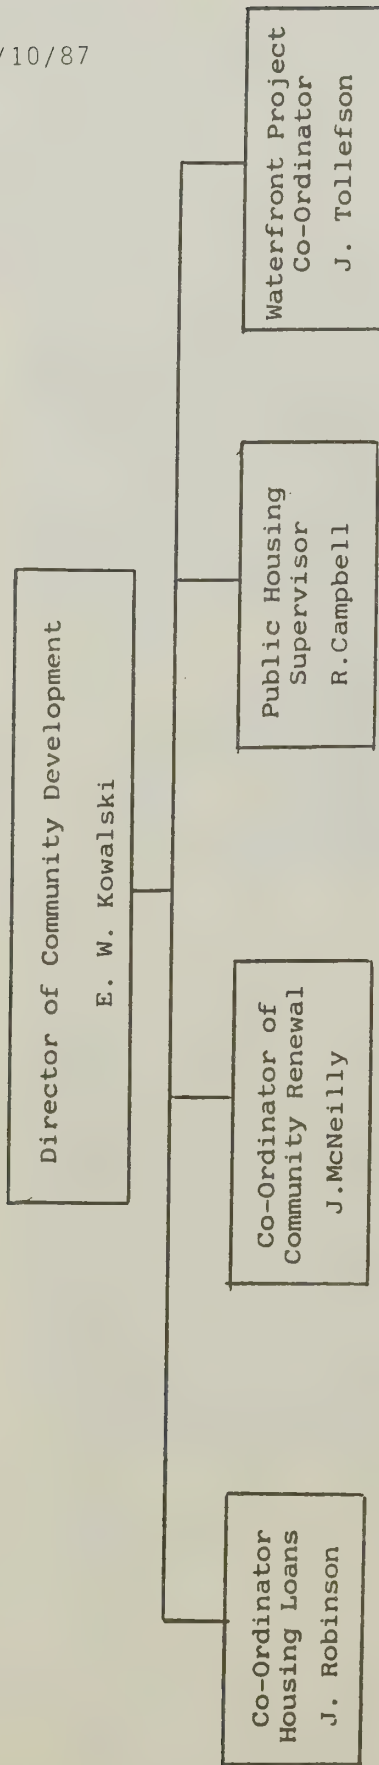 /10/87
Director of Community Development
E. W. Kowalski
Co-Ordinator
Housing Loans
J. Robinson
Co-Ordinator of
Community Renewal
J.McNeilly
Public Housing
Supervisor
R.Campbell
Waterfront Project
Co-Ordinator
J. Tollefson